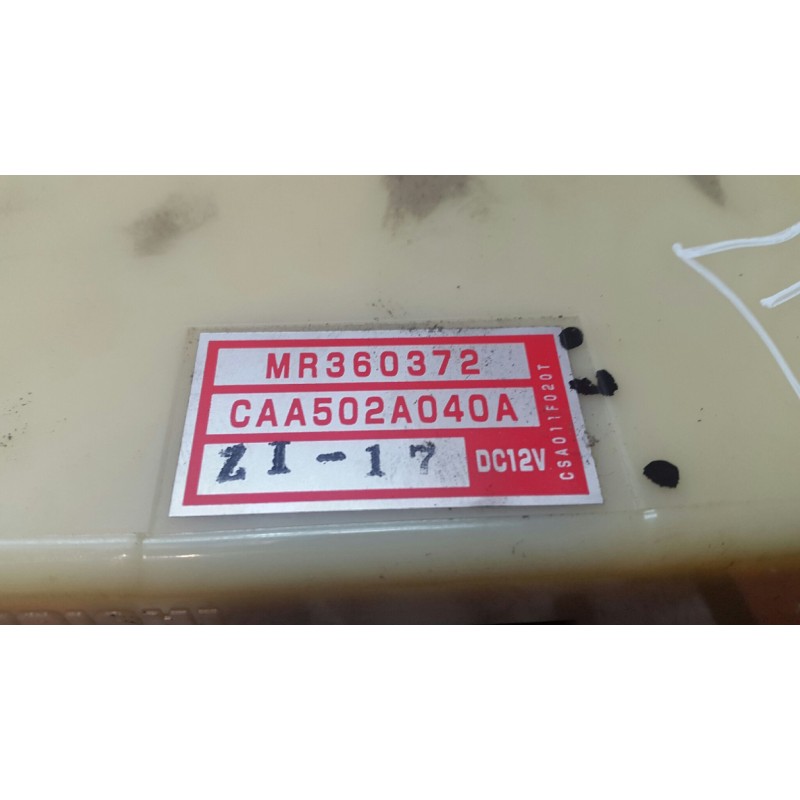 MR360372
CAA502A040A
ZI-17
DC12V
CSA011F020T